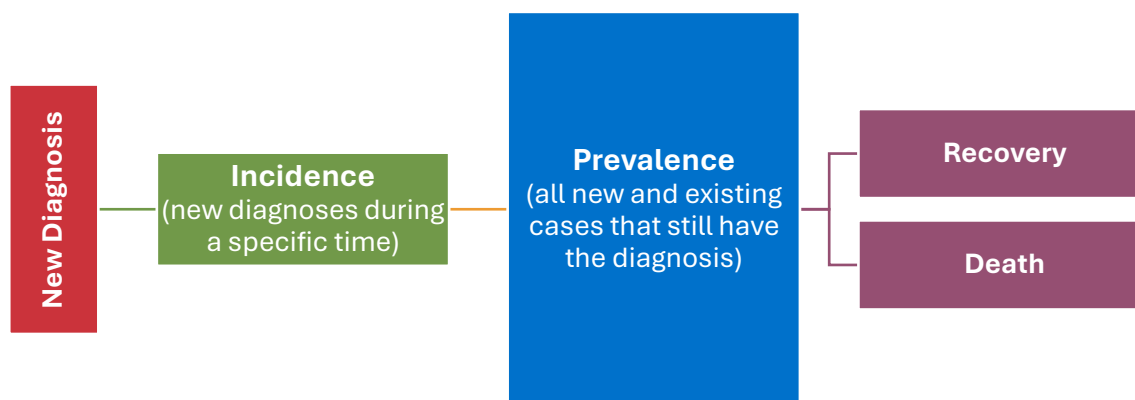 New Diagnosis
Incidence
(new diagnoses during
a specific time)
Prevalence
(all new and existing
cases that still have
the diagnosis)
Recovery
Death